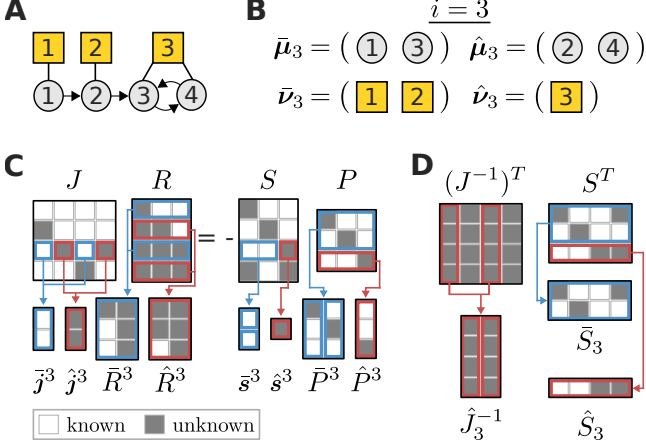 A
1 2 3
1 2 3 4
B
i = 3
μ̄₃ = ( 1 3 ) μ̂₃ = ( 2 4 )
ν̄₃ = ( 1 2 ) ν̂₃ = ( 3 )
C
J R S P
= -
j̄³ ĵ³ R̄³ R̂³ s̄³ ŝ³ P̄³ P̂³
known unknown
D
(J⁻¹)ᵀ Sᵀ
S̄₃
Ĵ₃⁻¹ Ŝ₃